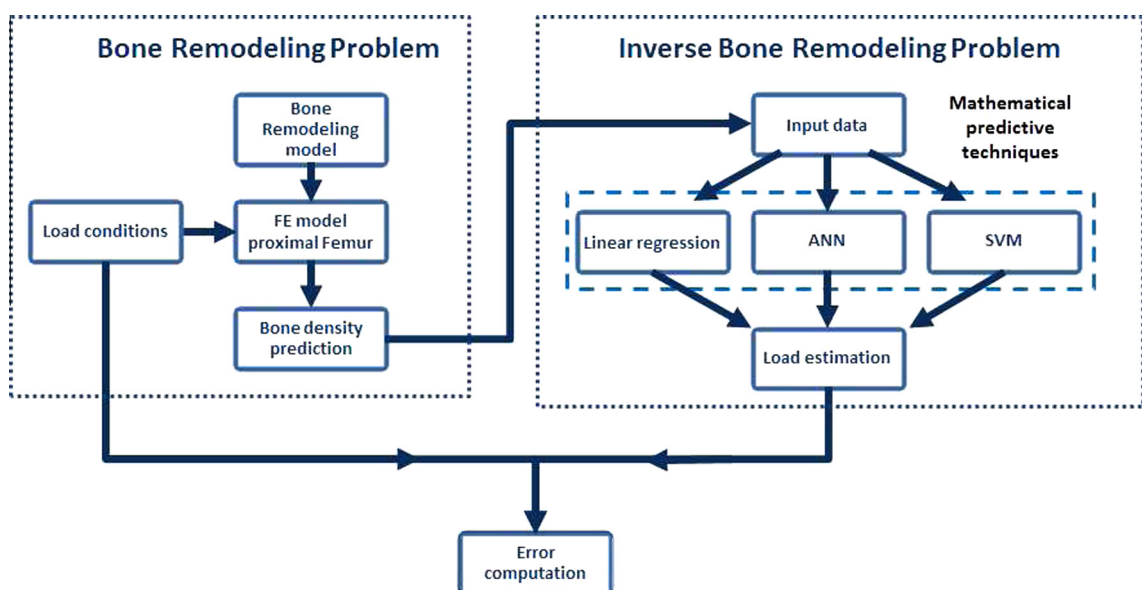 Bone Remodeling Problem
Bone
Remodeling
model
Load conditions
FE model
proximal Femur
Bone density
prediction
Inverse Bone Remodeling Problem
Input data
Mathematical
predictive
techniques
Linear regression
ANN
SVM
Load estimation
Error
computation